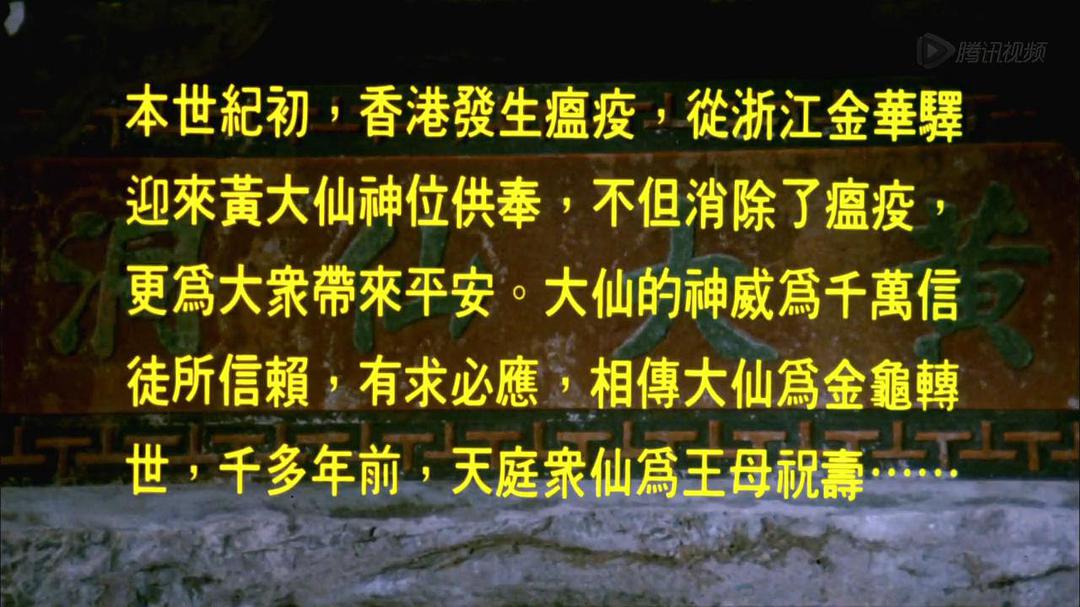 腾讯视频
本世紀初，香港發生瘟疫，從浙江金華驛
迎來黃大仙神位供奉，不但消除了瘟疫，
更爲大衆帶來平安。大仙的神威爲千萬信
徒所信賴，有求必應，相傳大仙爲金龜轉
世，千多年前，天庭衆仙爲王母祝壽……
黃大仙洞